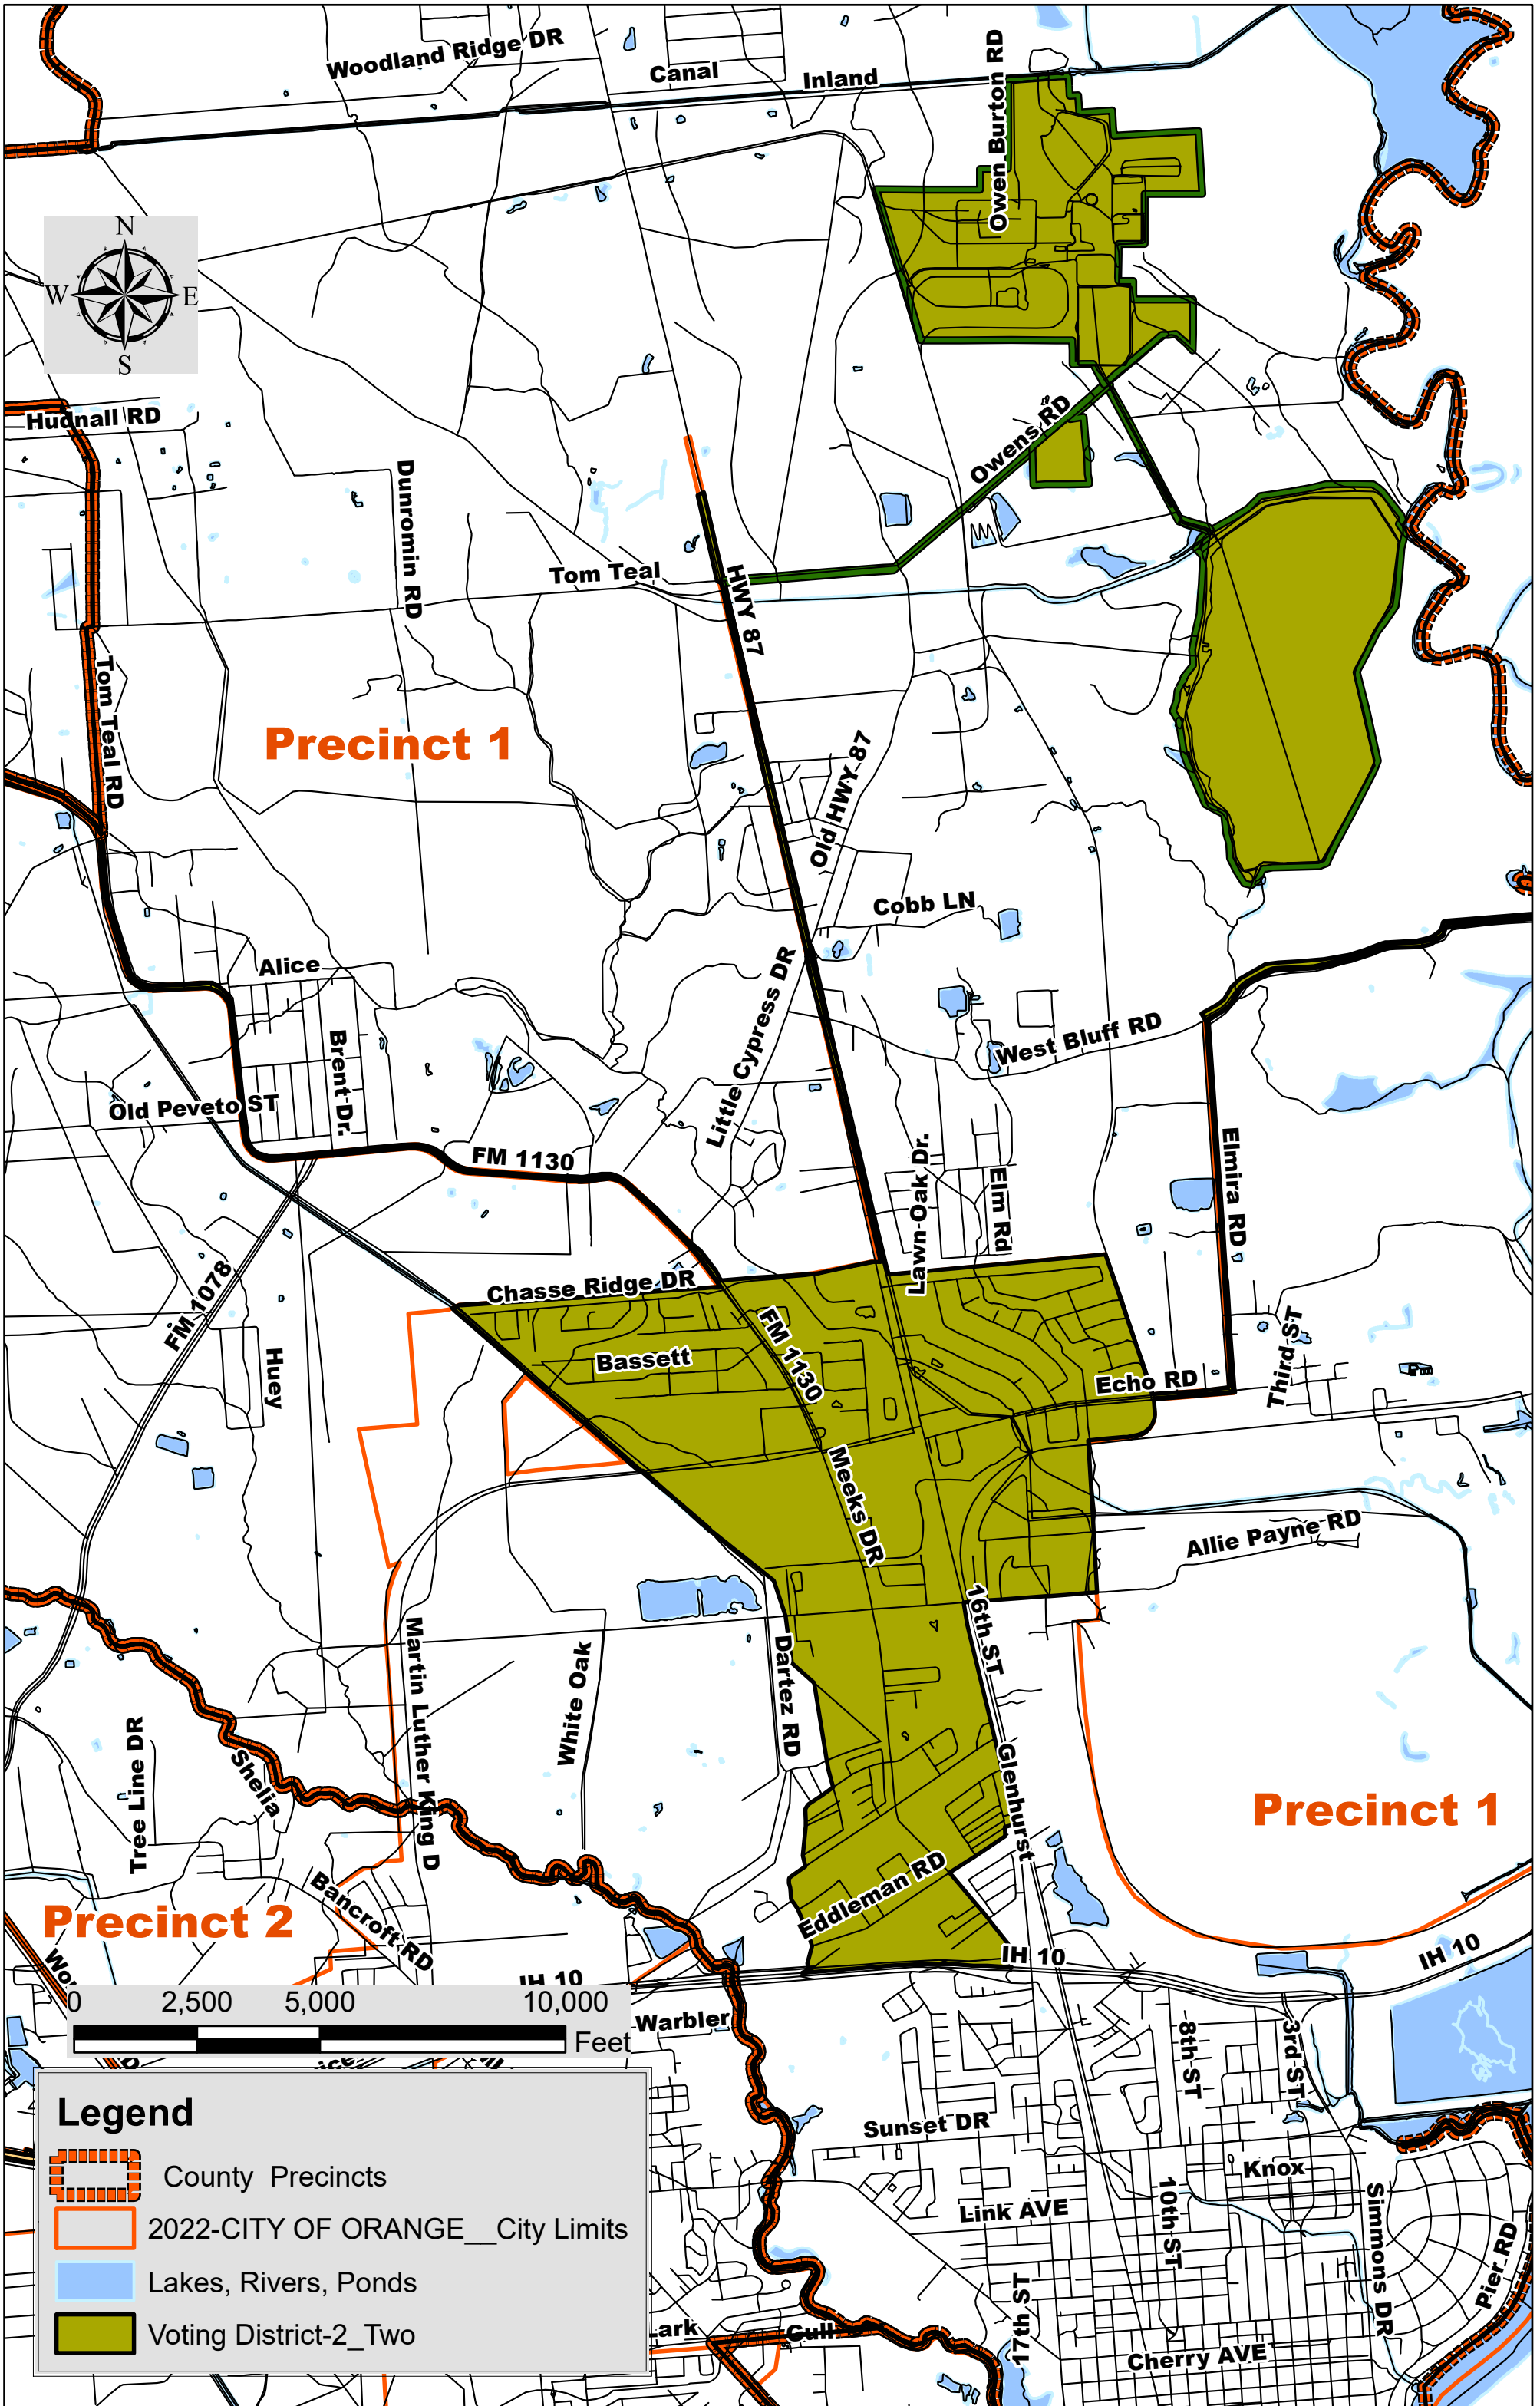 Woodland Ridge DR
Canal
Inland
Owen Burton RD
N
W
E
S
Hudnall RD
Owens RD
Dunromin RD
Tom Teal
HWY 87
Tom Teal RD
Precinct 1
Old HWY 87
Cobb LN
Alice
Little Cypress DR
West Bluff RD
Brent Dr.
Old Peveto ST
FM 1130
Lawn Oak Dr.
Elm Rd
Elmira RD
FM 1078
Chasse Ridge DR
FM 1130
Third ST
Huey
Bassett
Echo RD
Meeks DR
Allie Payne RD
16th ST
Martin Luther King D
White Oak
Dartez RD
Tree Line DR
Shelia
Glenhurst
Precinct 1
Bancroft RD
Eddleman RD
Precinct 2
IH 10
IH 10
IH 10
0
2,500
5,000
10,000
Feet
Warbler
8th ST
3rd ST
Legend
Sunset DR
County Precincts
Knox
2022-CITY OF ORANGE__City Limits
Link AVE
10th ST
Simmons DR
Pier RD
Lakes, Rivers, Ponds
17th ST
Voting District-2_Two
Lark
Gull
Cherry AVE